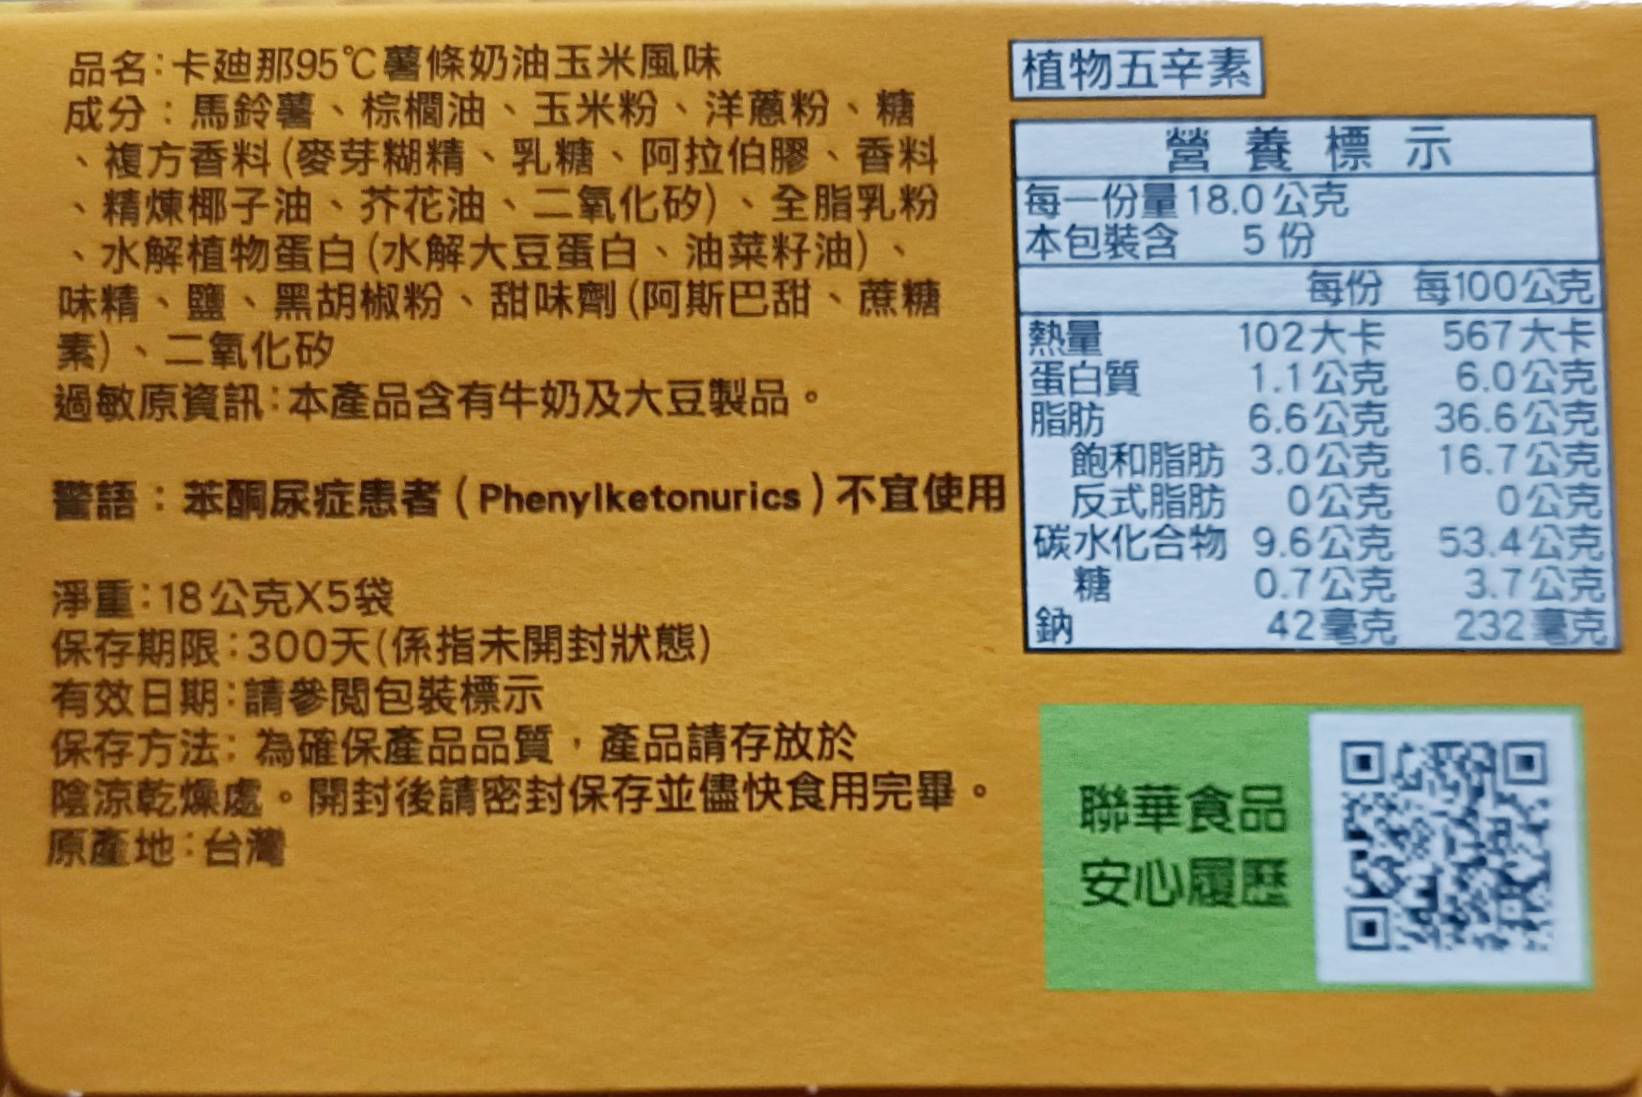 品名:卡廸那95℃薯條奶油玉米風味
成分:馬鈴薯、棕櫚油、玉米粉、洋蔥粉、糖
、複方香料(麥芽糊精、乳糖、阿拉伯膠、香料
、精煉椰子油、芥花油、二氧化矽)、全脂乳粉
、水解植物蛋白(水解大豆蛋白、油菜籽油)、
味精、鹽、黑胡椒粉、甜味劑(阿斯巴甜、蔗糖
素)、二氧化矽
過敏原資訊:本產品含有牛奶及大豆製品。
警語:苯酮尿症患者(Phenylketonurics)不宜使用
淨重:18公克X5袋
保存期限:300天(係指未開封狀態)
有效日期:請參閱包裝標示
保存方法:為確保產品品質,產品請存放於
陰涼乾燥處。開封後請密封保存並儘快食用完畢。
原產地:台灣
植物五辛素
營養標示
每一份量18.0公克
本包裝含 5份
每份 每100公克
熱量 102大卡 567大卡
蛋白質 1.1公克 6.0公克
脂肪 6.6公克 36.6公克
飽和脂肪 3.0公克 16.7公克
反式脂肪 0公克 0公克
碳水化合物 9.6公克 53.4公克
糖 0.7公克 3.7公克
鈉 42毫克 232毫克
聯華食品
安心履歷